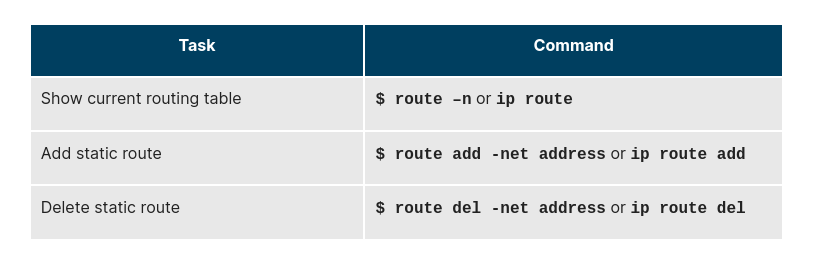 Task Command
Show current routing table $ route –n or ip route
Add static route $ route add -net address or ip route add
Delete static route $ route del -net address or ip route del